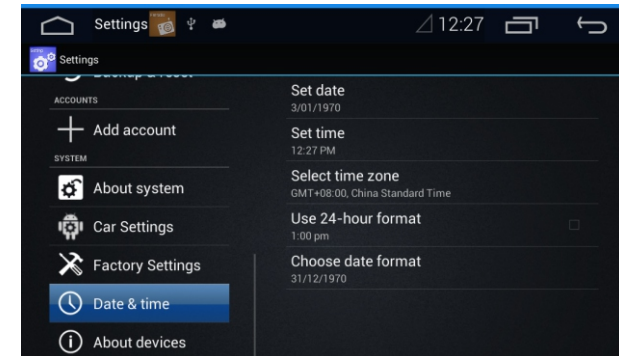 Settings
12:27
Settings
Backup & reset
ACCOUNTS
Add account
SYSTEM
About system
Car Settings
Factory Settings
Date & time
About devices
Set date
3/01/1970
Set time
12:27 PM
Select time zone
GMT+08:00, China Standard Time
Use 24-hour format
1:00 pm
Choose date format
31/12/1970